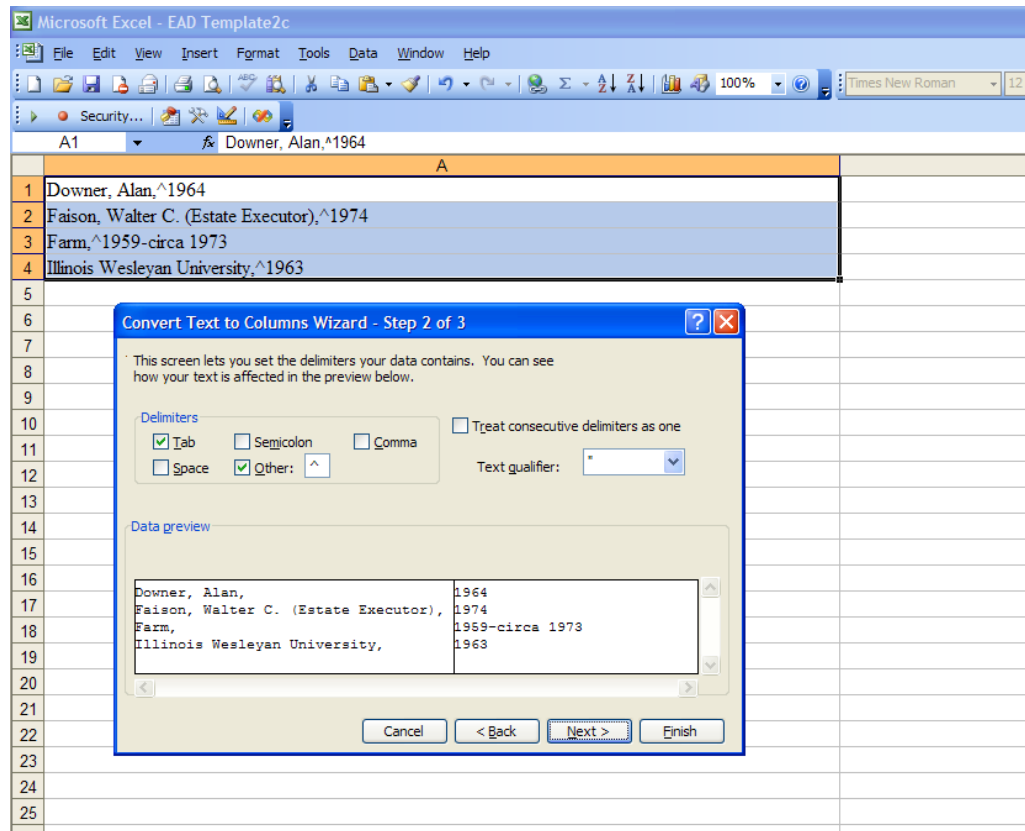 Microsoft Excel - EAD Template2c
File Edit View Insert Format Tools Data Window Help
100% Times New Roman 12
Security...
A1 fx Downer, Alan,^1964
A
1 Downer, Alan,^1964
2 Faison, Walter C. (Estate Executor),^1974
3 Farm,^1959-circa 1973
4 Illinois Wesleyan University,^1963
5
6
7
8
9
10
11
12
13
14
15
16
17
18
19
20
21
22
23
24
25
Convert Text to Columns Wizard - Step 2 of 3
This screen lets you set the delimiters your data contains. You can see
how your text is affected in the preview below.
Delimiters
Tab Semicolon Comma
Space Other: ^
Treat consecutive delimiters as one
Text qualifier: "
Data preview
Downer, Alan, 1964
Faison, Walter C. (Estate Executor), 1974
Farm, 1959-circa 1973
Illinois Wesleyan University, 1963
Cancel < Back Next > Finish